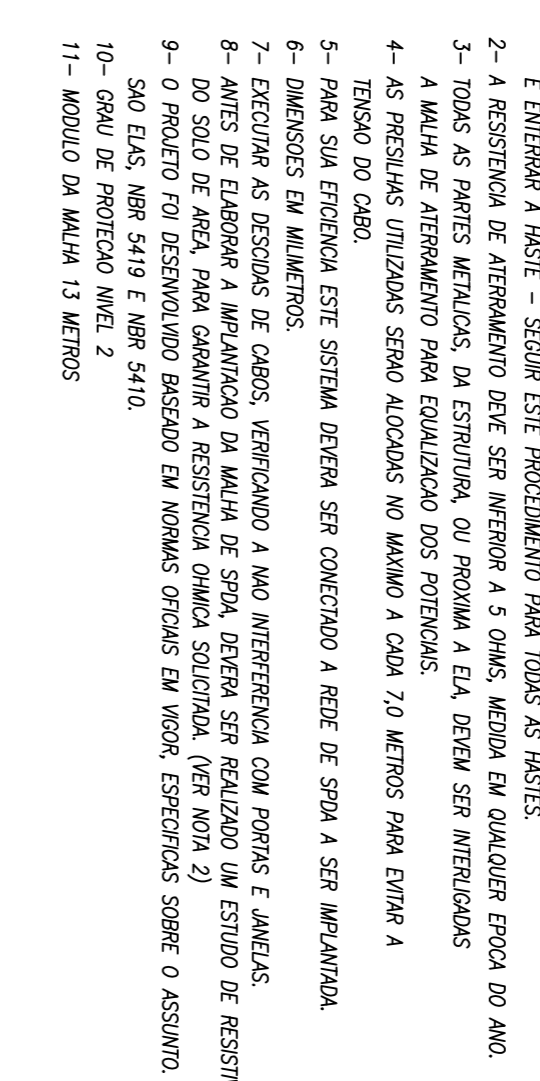 E ENTERRAR A HASTE – SEGUIR ESTE PROCEDIMENTO PARA TODAS AS HASTES.
2– A RESISTENCIA DE ATERRAMENTO DEVE SER INFERIOR A 5 OHMS, MEDIDA EM QUALQUER EPOCA DO ANO.
3– TODAS AS PARTES METALICAS, DA ESTRUTURA, OU PROXIMA A ELA, DEVEM SER INTERLIGADAS
A MALHA DE ATERRAMENTO PARA EQUALIZACAO DOS POTENCIAIS.
4– AS PRESILHAS UTILIZADAS SERAO ALOCADAS NO MAXIMO A CADA 7,0 METROS PARA EVITAR A
TENSAO DO CABO.
5– PARA SUA EFICIENCIA ESTE SISTEMA DEVERA SER CONECTADO A REDE DE SPDA A SER IMPLANTADA.
6– DIMENSOES EM MILIMETROS.
7– EXECUTAR AS DESCIDAS DE CABOS, VERIFICANDO A NAO INTERFERENCIA COM PORTAS E JANELAS.
8– ANTES DE ELABORAR A IMPLANTACAO DA MALHA DE SPDA, DEVERA SER REALIZADO UM ESTUDO DE RESISTI
DO SOLO DE AREA, PARA GARANTIR A RESISTENCIA OHMICA SOLICITADA. (VER NOTA 2)
9– O PROJETO FOI DESENVOLVIDO BASEADO EM NORMAS OFICIAIS EM VIGOR, ESPECIFICAS SOBRE O ASSUNTO.
SAO ELAS, NBR 5419 E NBR 5410.
10– GRAU DE PROTECAO NIVEL 2
11– MODULO DA MALHA 13 METROS